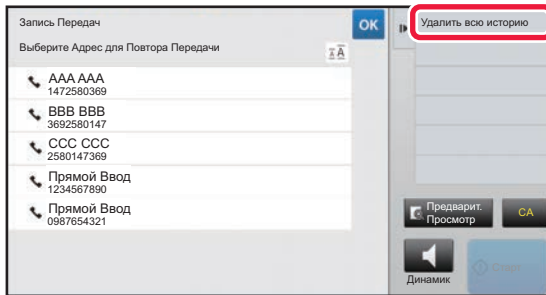 Запись Передач
OK
Удалить всю историю
Выберите Адрес для Повтора Передачи
AAA AAA
1472580369
BBB BBB
3692580147
CCC CCC
2580147369
Прямой Ввод
1234567890
Прямой Ввод
0987654321
Предварит.
Просмотр
CA
Динамик